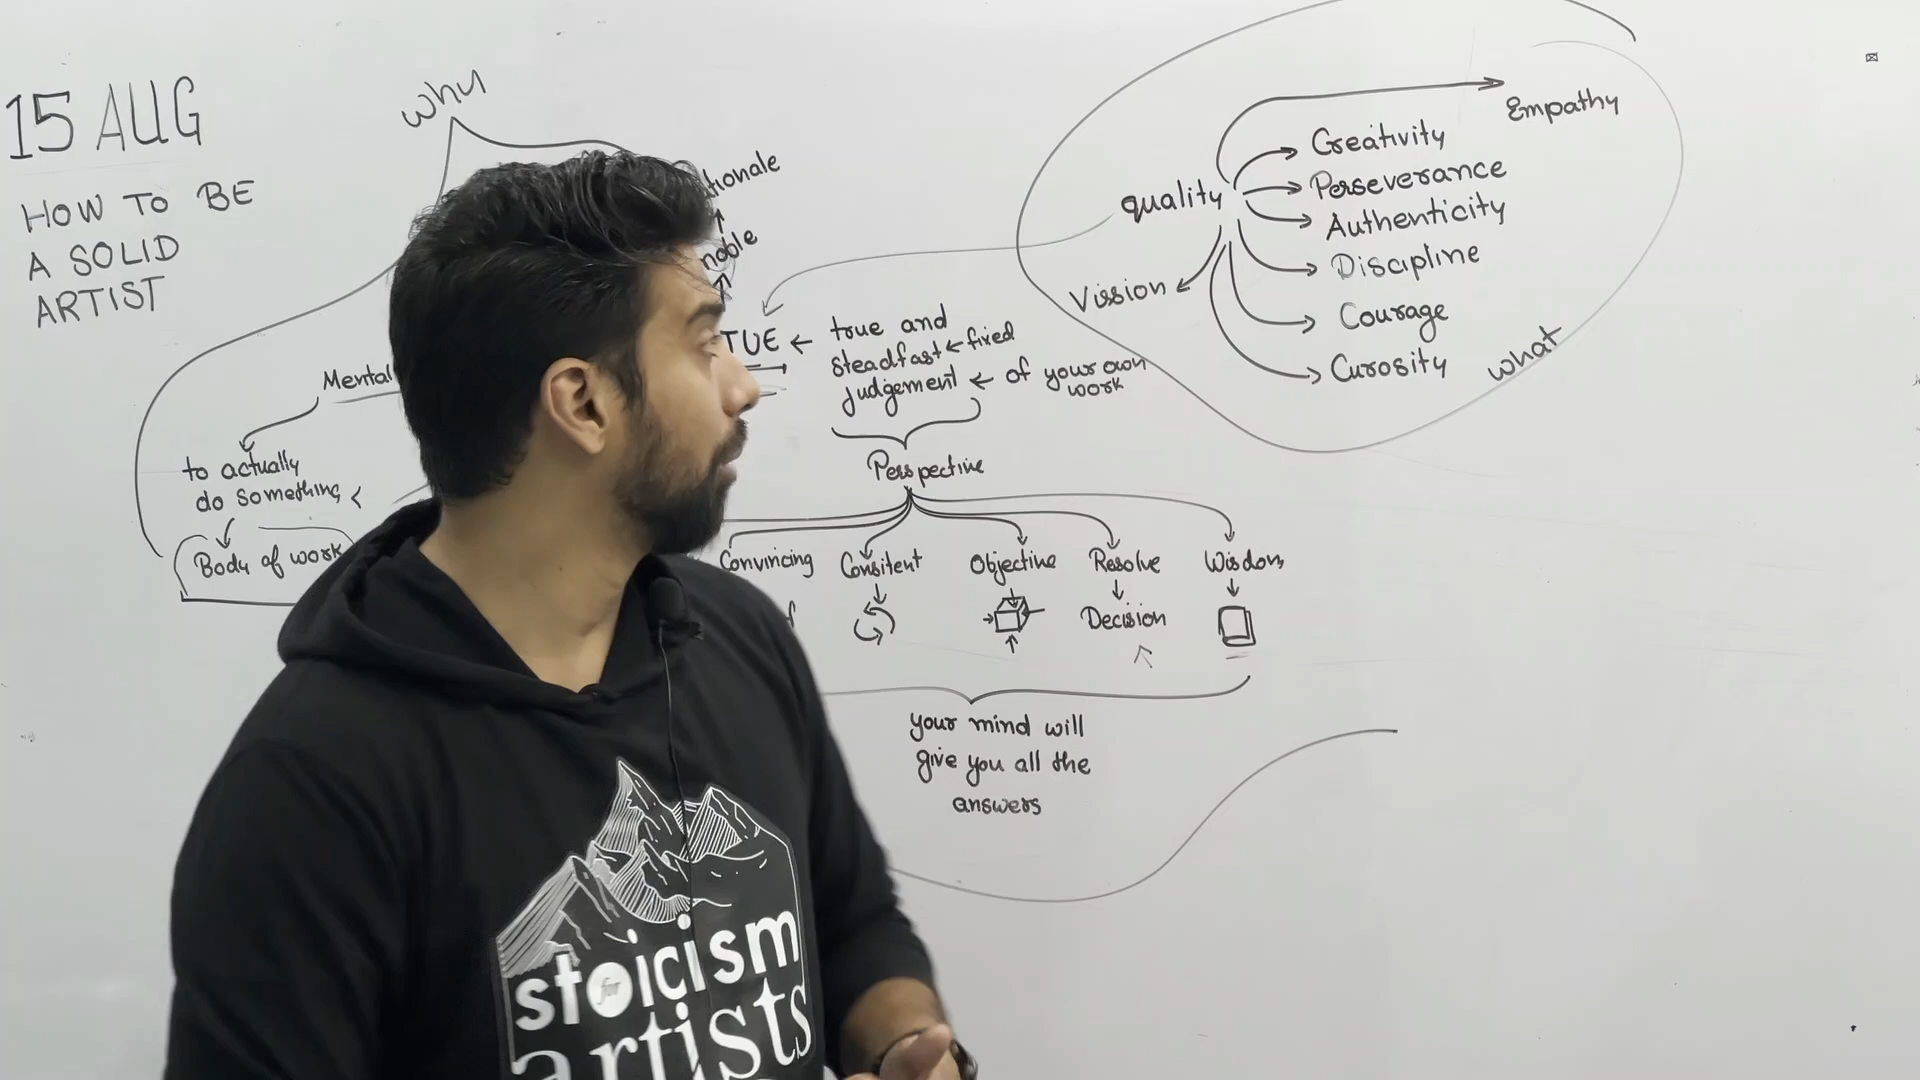 15 AUG
HOW TO BE
A SOLID
ARTIST
why
Mental
to actually
do something
Body of work
noble
TUE
true and
steadfast fixed
judgement of your own
work
Perspective
Convincing
Consitent
Objective
Resolve
Wisdom
Decision
your mind will
give you all the
answers
quality
Empathy
Creativity
Perseverance
Authenticity
Discipline
Courage
Curosity
Vission
what
stoicism
for
artists